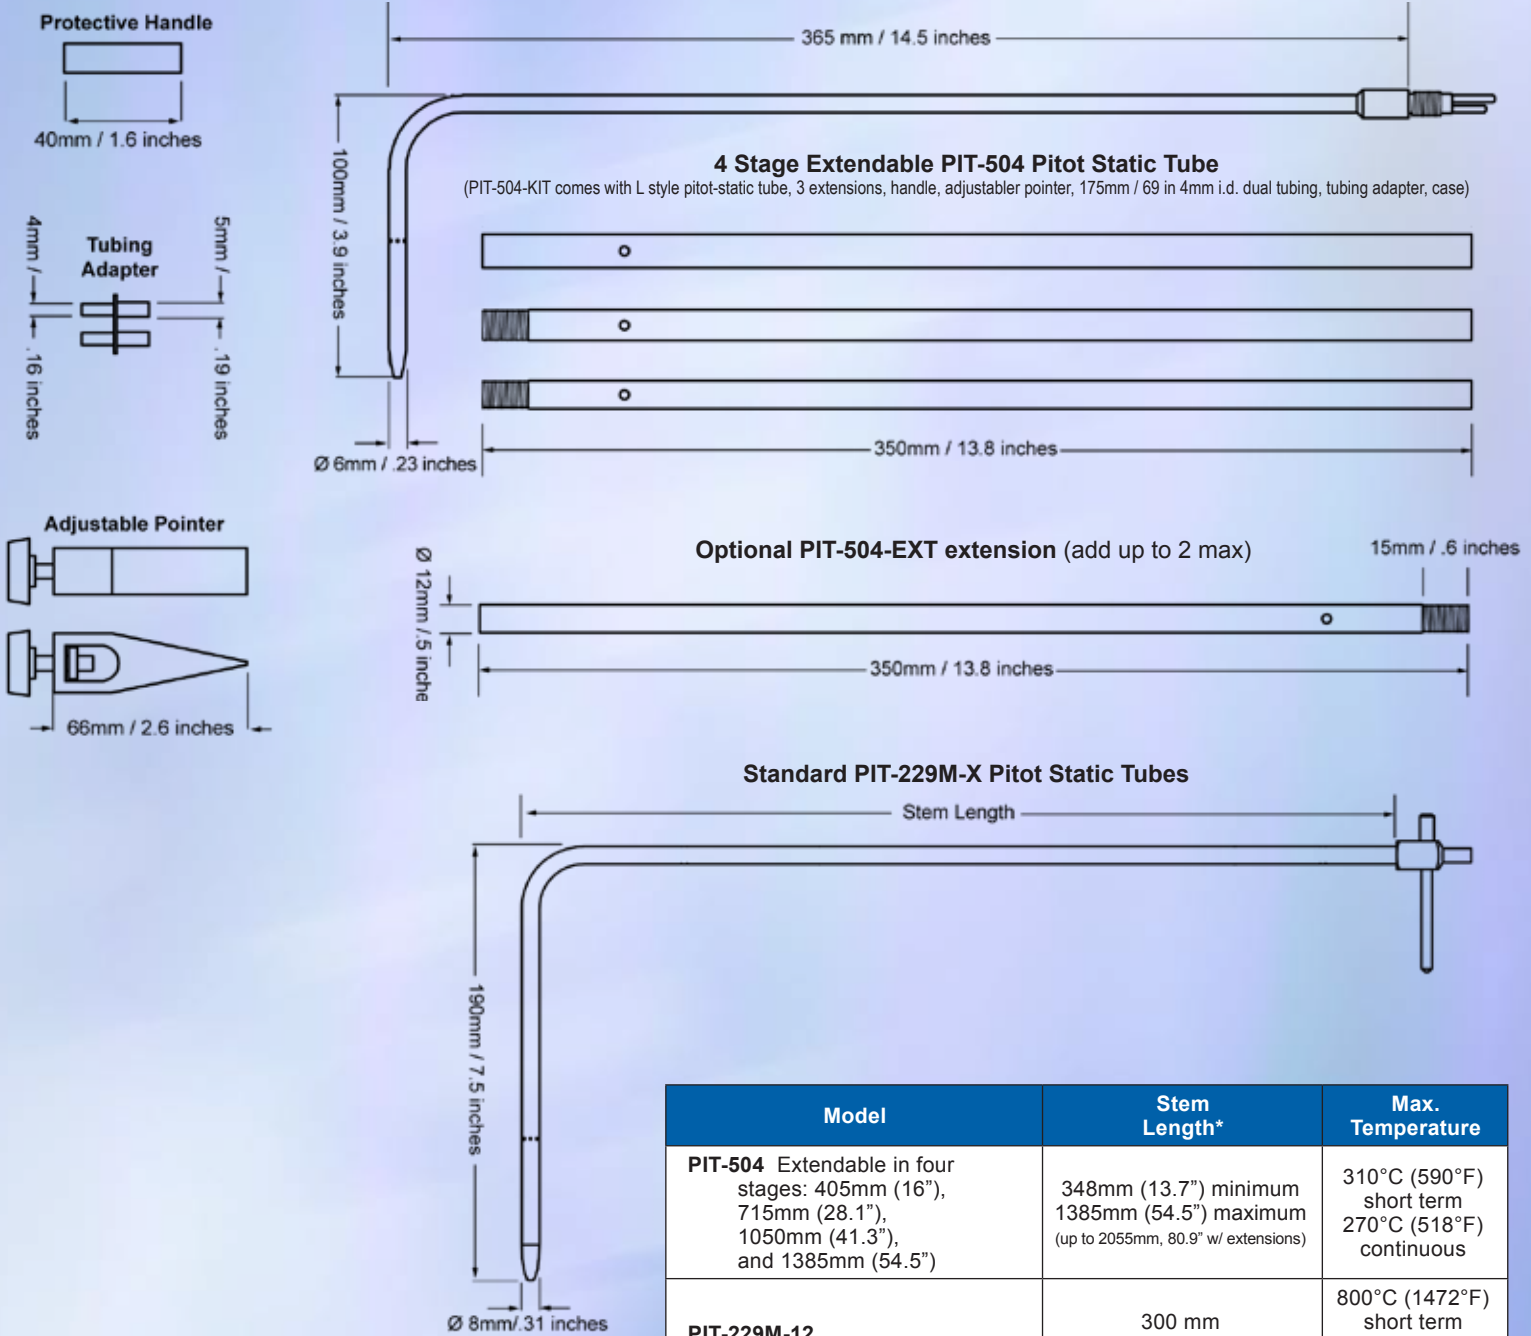 Protective Handle
40mm / 1.6 inches
365 mm / 14.5 inches
100mm / 3.9 inches
4 Stage Extendable PIT-504 Pitot Static Tube
(PIT-504-KIT comes with L style pitot-static tube, 3 extensions, handle, adjustabler pointer, 175mm / 69 in 4mm i.d. dual tubing, tubing adapter, case)
Tubing
Adapter
4mm /
.16 inches
5mm /
.19 inches
Ø 6mm / .23 inches
350mm / 13.8 inches
Adjustable Pointer
66mm / 2.6 inches
Optional PIT-504-EXT extension (add up to 2 max)
15mm / .6 inches
Ø 12mm /.5 inche
350mm / 13.8 inches
Standard PIT-229M-X Pitot Static Tubes
Stem Length
190mm / 7.5 inches
Ø 8mm/.31 inches
Model
Stem
Length*
Max.
Temperature
PIT-504 Extendable in four
stages: 405mm (16”),
715mm (28.1”),
1050mm (41.3”),
and 1385mm (54.5”)
348mm (13.7”) minimum
1385mm (54.5”) maximum
(up to 2055mm, 80.9” w/ extensions)
310°C (590°F)
short term
270°C (518°F)
continuous
PIT-229M-12
300 mm
800°C (1472°F)
short term